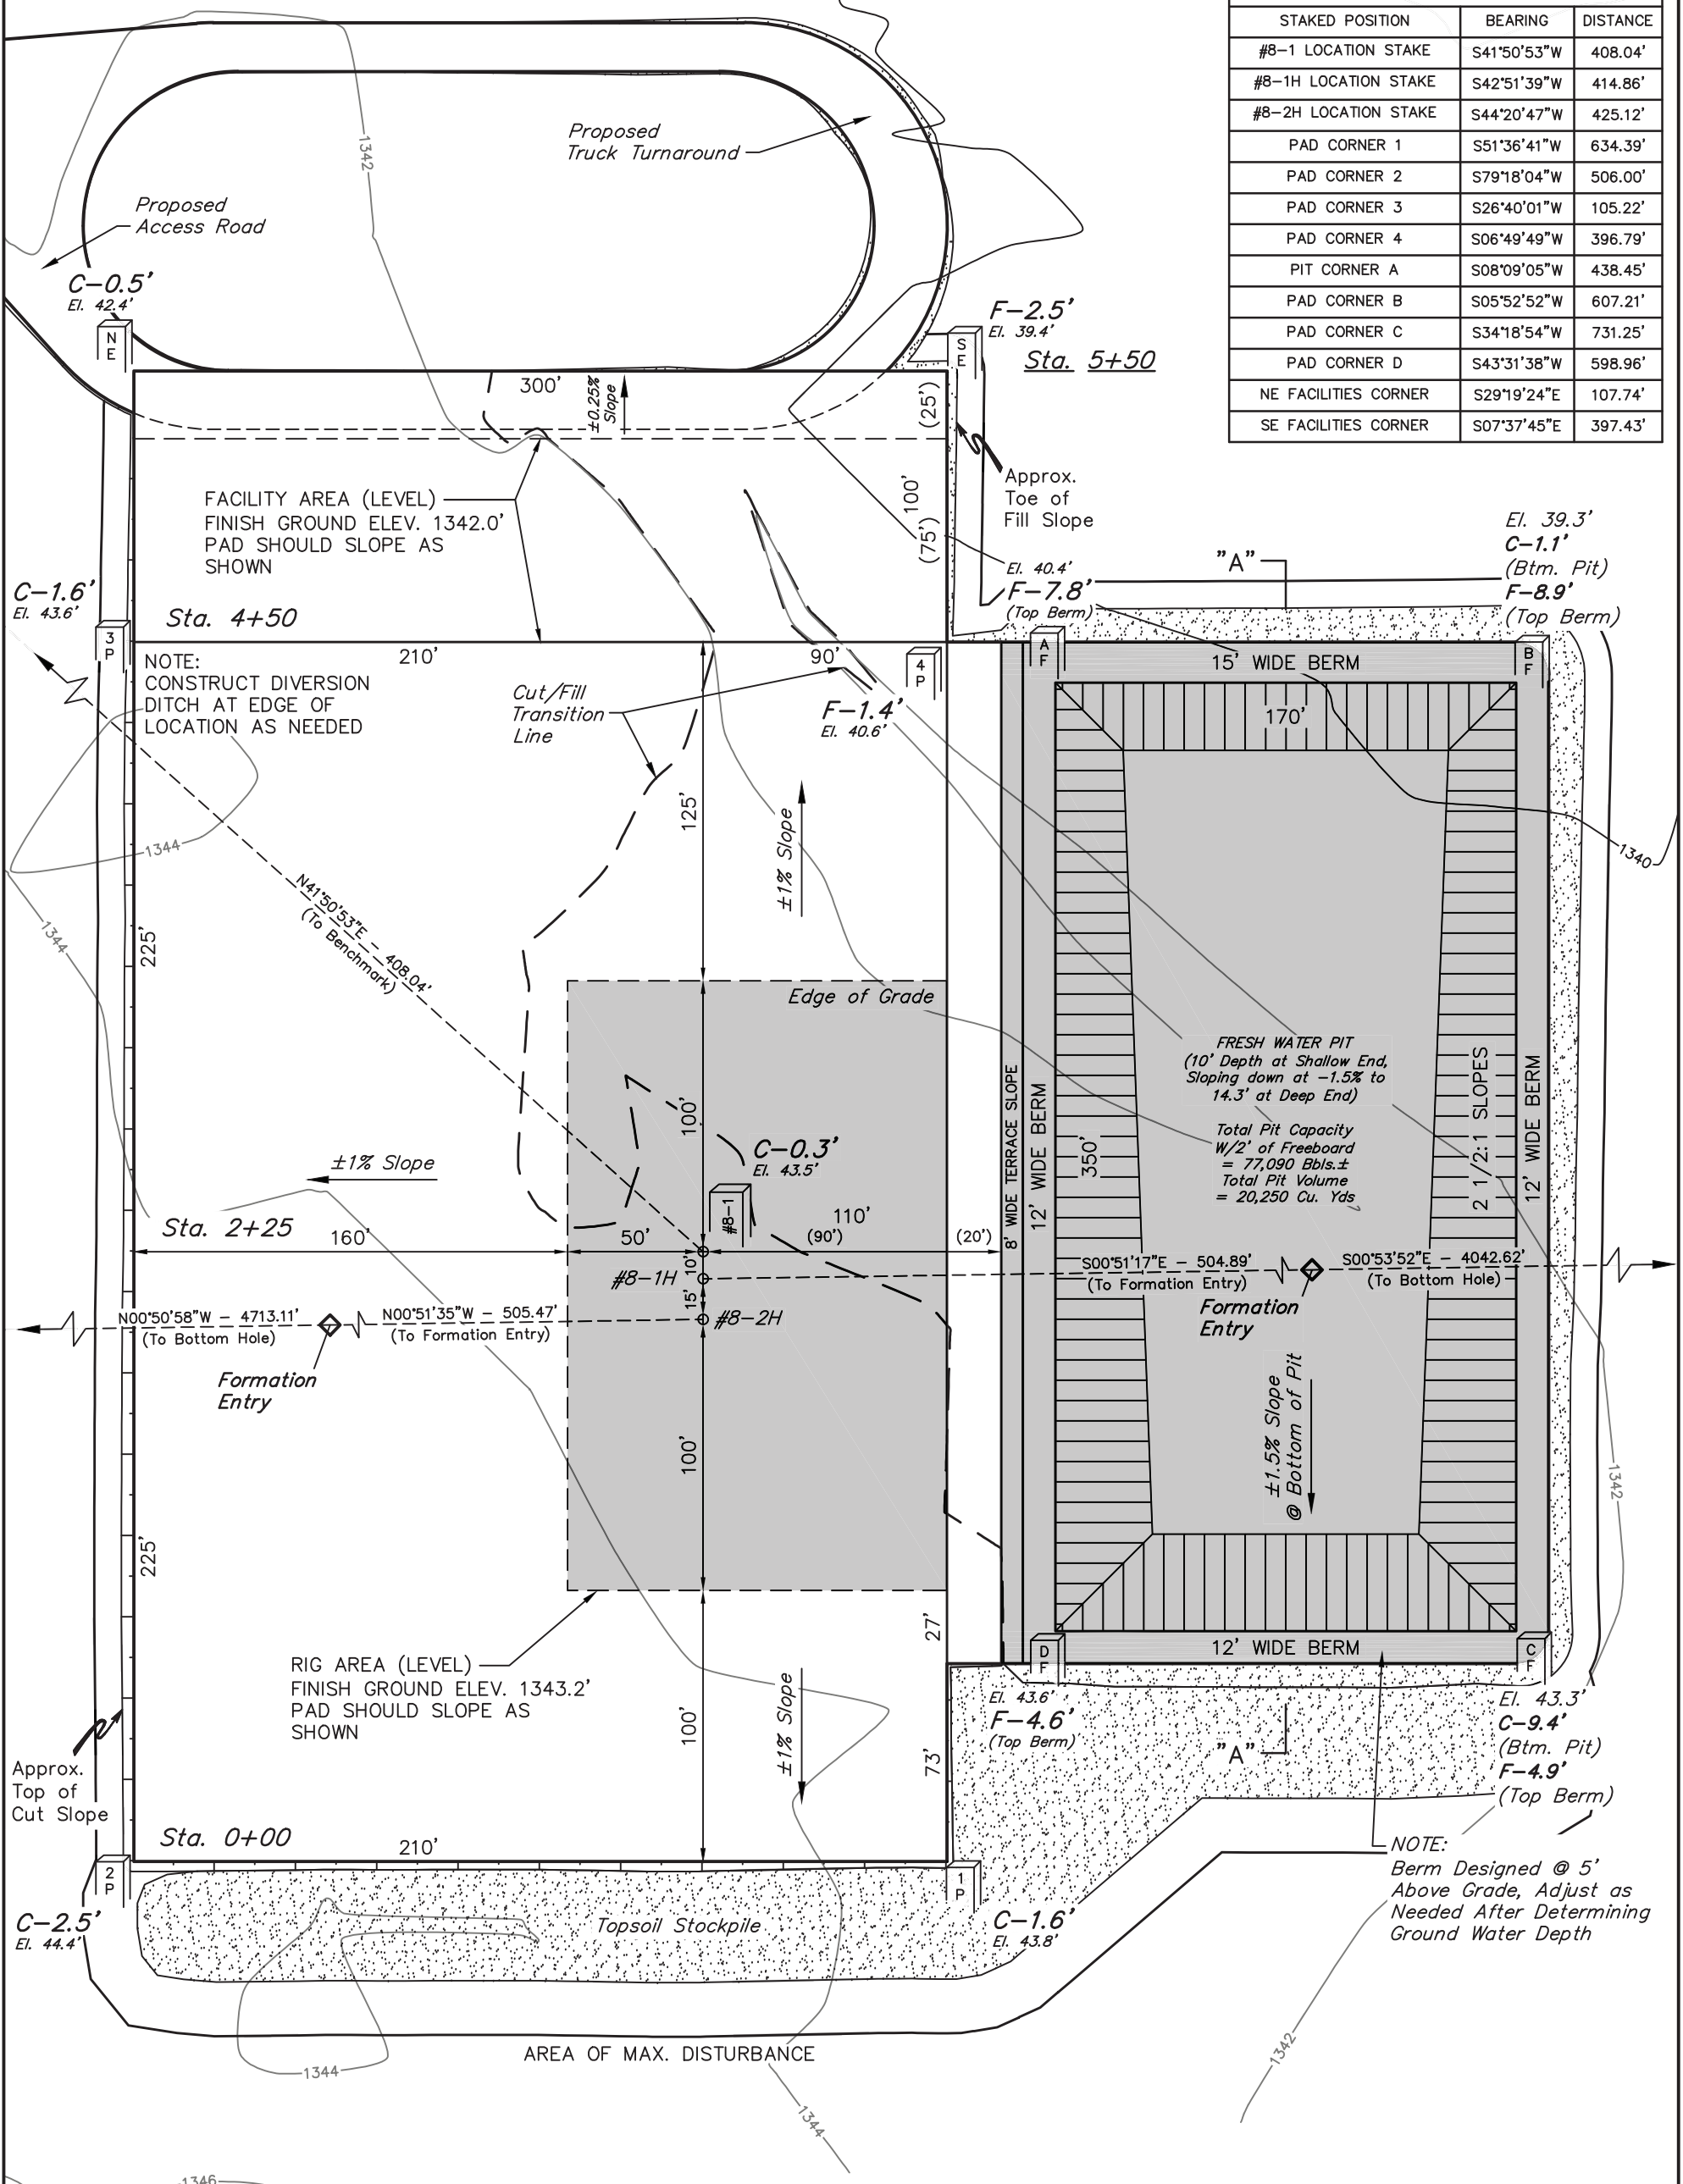 STAKED POSITION BEARING DISTANCE
#8-1 LOCATION STAKE S41°50'53"W 408.04'
#8-1H LOCATION STAKE S42°51'39"W 414.86'
#8-2H LOCATION STAKE S44°20'47"W 425.12'
PAD CORNER 1 S51°36'41"W 634.39'
PAD CORNER 2 S79°18'04"W 506.00'
PAD CORNER 3 S26°40'01"W 105.22'
PAD CORNER 4 S06°49'49"W 396.79'
PIT CORNER A S08°09'05"W 438.45'
PAD CORNER B S05°52'52"W 607.21'
PAD CORNER C S34°18'54"W 731.25'
PAD CORNER D S43°31'38"W 598.96'
NE FACILITIES CORNER S29°19'24"E 107.74'
SE FACILITIES CORNER S07°37'45"E 397.43'
1342
Proposed
Truck Turnaround
Proposed
Access Road
C-0.5'
El. 42.4'
N
E
F-2.5'
El. 39.4'
S
E
Sta. 5+50
300'
±0.25%
Slope
(25')
100'
(75')
Approx.
Toe of
Fill Slope
FACILITY AREA (LEVEL)
FINISH GROUND ELEV. 1342.0'
PAD SHOULD SLOPE AS
SHOWN
C-1.6'
El. 43.6'
3
P
Sta. 4+50
El. 40.4'
F-7.8'
(Top Berm)
A
F
"A"
El. 39.3'
C-1.1'
(Btm. Pit)
F-8.9'
(Top Berm)
B
F
NOTE:
CONSTRUCT DIVERSION
DITCH AT EDGE OF
LOCATION AS NEEDED
210'
90'
4
P
F-1.4'
El. 40.6'
Cut/Fill
Transition
Line
15' WIDE BERM
170'
125'
±1% Slope
1344
1340
1344
225'
N41°50'53"E - 408.04'
(To Benchmark)
Edge of Grade
FRESH WATER PIT
(10' Depth at Shallow End,
Sloping down at -1.5% to
14.3' at Deep End)
Total Pit Capacity
W/2' of Freeboard
= 77,090 Bbls.±
Total Pit Volume
= 20,250 Cu. Yds
8' WIDE TERRACE SLOPE
12' WIDE BERM
350'
2 1/2:1 SLOPES
12' WIDE BERM
100'
C-0.3'
El. 43.5'
#8-1
±1% Slope
Sta. 2+25
160'
50'
110'
(90')
(20')
10'
#8-1H
15'
#8-2H
S00°51'17"E - 504.89'
(To Formation Entry)
S00°53'52"E - 4042.62'
(To Bottom Hole)
Formation
Entry
N00°50'58"W - 4713.11'
(To Bottom Hole)
N00°51'35"W - 505.47'
(To Formation Entry)
Formation
Entry
±1.5% Slope
@ Bottom of Pit
1342
100'
225'
27'
12' WIDE BERM
D
F
C
F
RIG AREA (LEVEL)
FINISH GROUND ELEV. 1343.2'
PAD SHOULD SLOPE AS
SHOWN
100'
±1% Slope
73'
El. 43.6'
F-4.6'
(Top Berm)
"A"
El. 43.3'
C-9.4'
(Btm. Pit)
F-4.9'
(Top Berm)
Approx.
Top of
Cut Slope
Sta. 0+00
210'
2
P
1
P
C-2.5'
El. 44.4'
Topsoil Stockpile
C-1.6'
El. 43.8'
NOTE:
Berm Designed @ 5'
Above Grade, Adjust as
Needed After Determining
Ground Water Depth
AREA OF MAX. DISTURBANCE
1344
1342
1344
1346